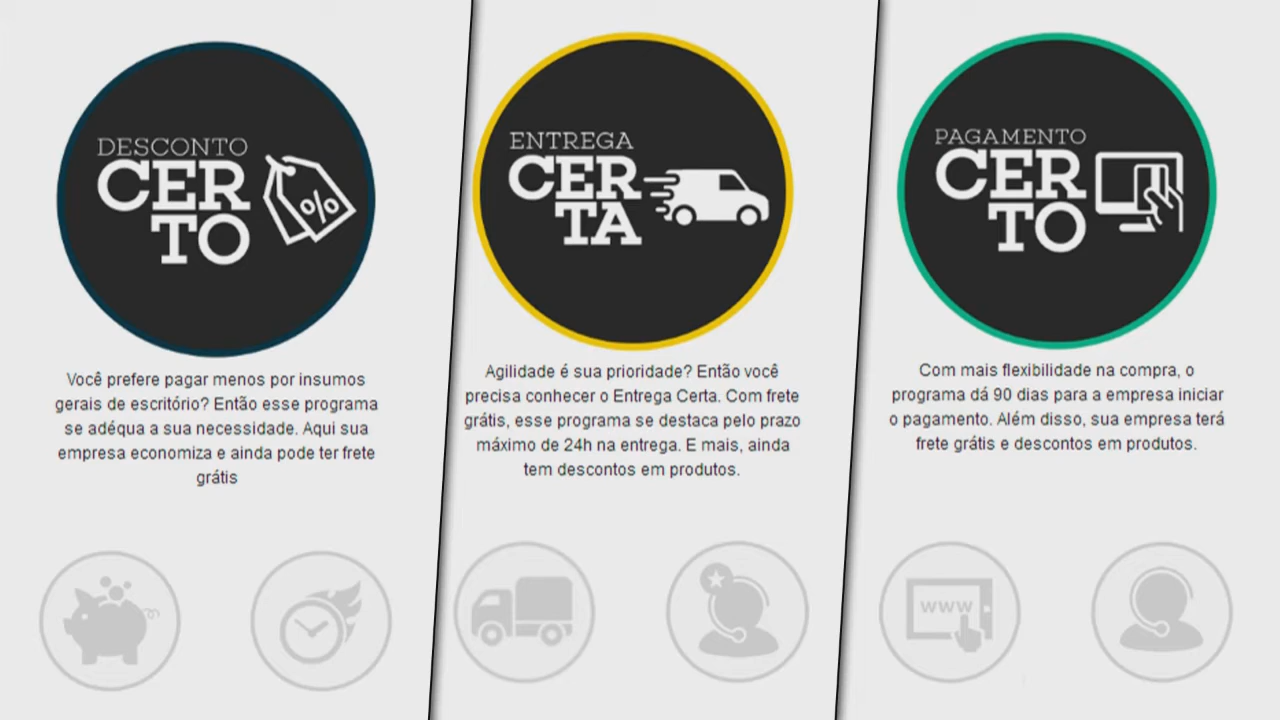 DESCONTO
CER
TO
%
Você prefere pagar menos por insumos
gerais de escritório? Então esse programa
se adéqua a sua necessidade. Aqui sua
empresa economiza e ainda pode ter frete
grátis
ENTREGA
CER
TA
Agilidade é sua prioridade? Então você
precisa conhecer o Entrega Certa. Com frete
grátis, esse programa se destaca pelo prazo
máximo de 24h na entrega. E mais, ainda
tem descontos em produtos.
PAGAMENTO
CER
TO
Com mais flexibilidade na compra, o
programa dá 90 dias para a empresa iniciar
o pagamento. Além disso, sua empresa terá
frete grátis e descontos em produtos.
www